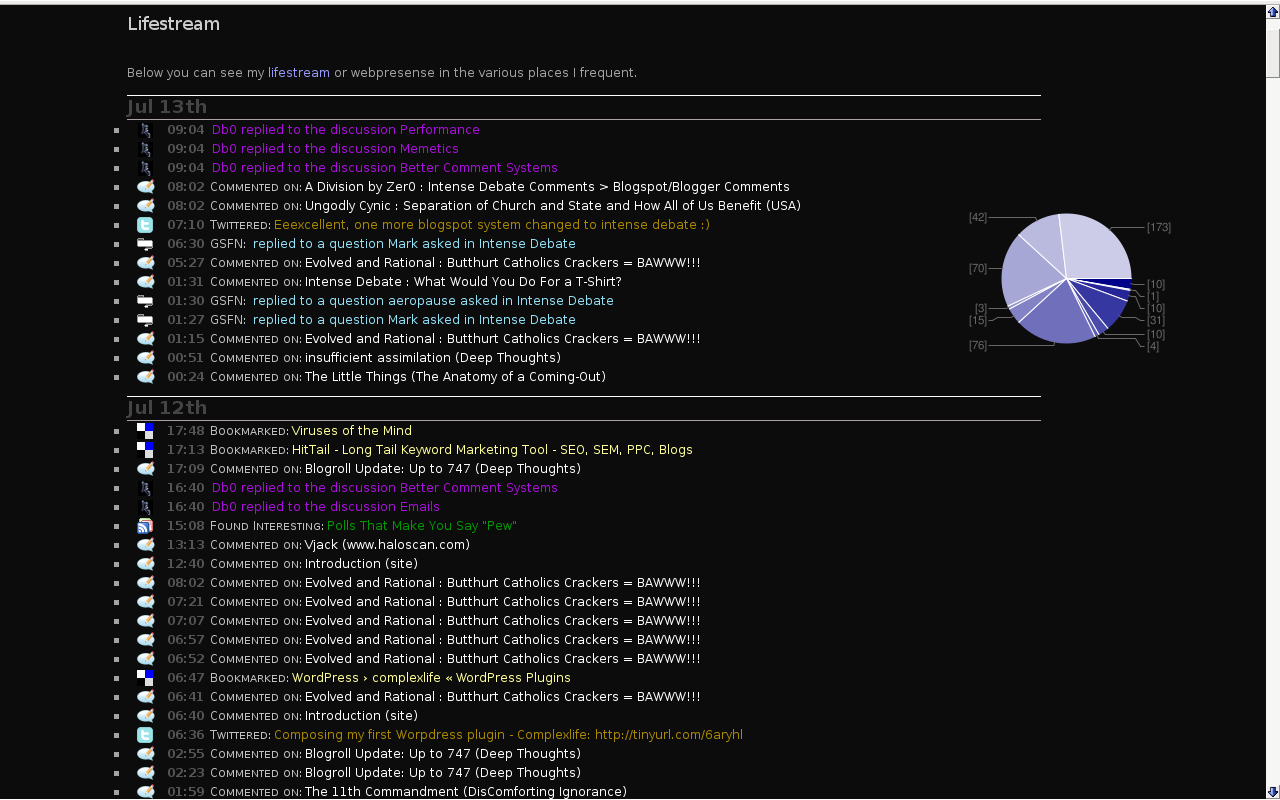 Lifestream
Below you can see my lifestream or webpresense in the various places I frequent.
Jul 13th
09:04 Db0 replied to the discussion Performance
09:04 Db0 replied to the discussion Memetics
09:04 Db0 replied to the discussion Better Comment Systems
08:02 Commented on: A Division by Zer0 : Intense Debate Comments > Blogspot/Blogger Comments
08:02 Commented on: Ungodly Cynic : Separation of Church and State and How All of Us Benefit (USA)
07:10 Twittered: Eeexcellent, one more blogspot system changed to intense debate :)
06:30 GSFN: replied to a question Mark asked in Intense Debate
05:27 Commented on: Evolved and Rational : Butthurt Catholics Crackers = BAWWW!!!
01:31 Commented on: Intense Debate : What Would You Do For a T-Shirt?
01:30 GSFN: replied to a question aeropause asked in Intense Debate
01:27 GSFN: replied to a question Mark asked in Intense Debate
01:15 Commented on: Evolved and Rational : Butthurt Catholics Crackers = BAWWW!!!
00:51 Commented on: insufficient assimilation (Deep Thoughts)
00:24 Commented on: The Little Things (The Anatomy of a Coming-Out)
[42]
[173]
[70]
[10]
[1]
[3]
[10]
[15]
[31]
[10]
[76]
[4]
Jul 12th
17:48 Bookmarked: Viruses of the Mind
17:13 Bookmarked: HitTail - Long Tail Keyword Marketing Tool - SEO, SEM, PPC, Blogs
17:09 Commented on: Blogroll Update: Up to 747 (Deep Thoughts)
16:40 Db0 replied to the discussion Better Comment Systems
16:40 Db0 replied to the discussion Emails
15:08 Found Interesting: Polls That Make You Say "Pew"
13:13 Commented on: Vjack (www.haloscan.com)
12:40 Commented on: Introduction (site)
08:02 Commented on: Evolved and Rational : Butthurt Catholics Crackers = BAWWW!!!
07:21 Commented on: Evolved and Rational : Butthurt Catholics Crackers = BAWWW!!!
07:07 Commented on: Evolved and Rational : Butthurt Catholics Crackers = BAWWW!!!
06:57 Commented on: Evolved and Rational : Butthurt Catholics Crackers = BAWWW!!!
06:52 Commented on: Evolved and Rational : Butthurt Catholics Crackers = BAWWW!!!
06:47 Bookmarked: WordPress › complexlife « WordPress Plugins
06:41 Commented on: Evolved and Rational : Butthurt Catholics Crackers = BAWWW!!!
06:40 Commented on: Introduction (site)
06:36 Twittered: Composing my first Worpdress plugin - Complexlife: http://tinyurl.com/6aryhl
02:55 Commented on: Blogroll Update: Up to 747 (Deep Thoughts)
02:23 Commented on: Blogroll Update: Up to 747 (Deep Thoughts)
01:59 Commented on: The 11th Commandment (DisComforting Ignorance)